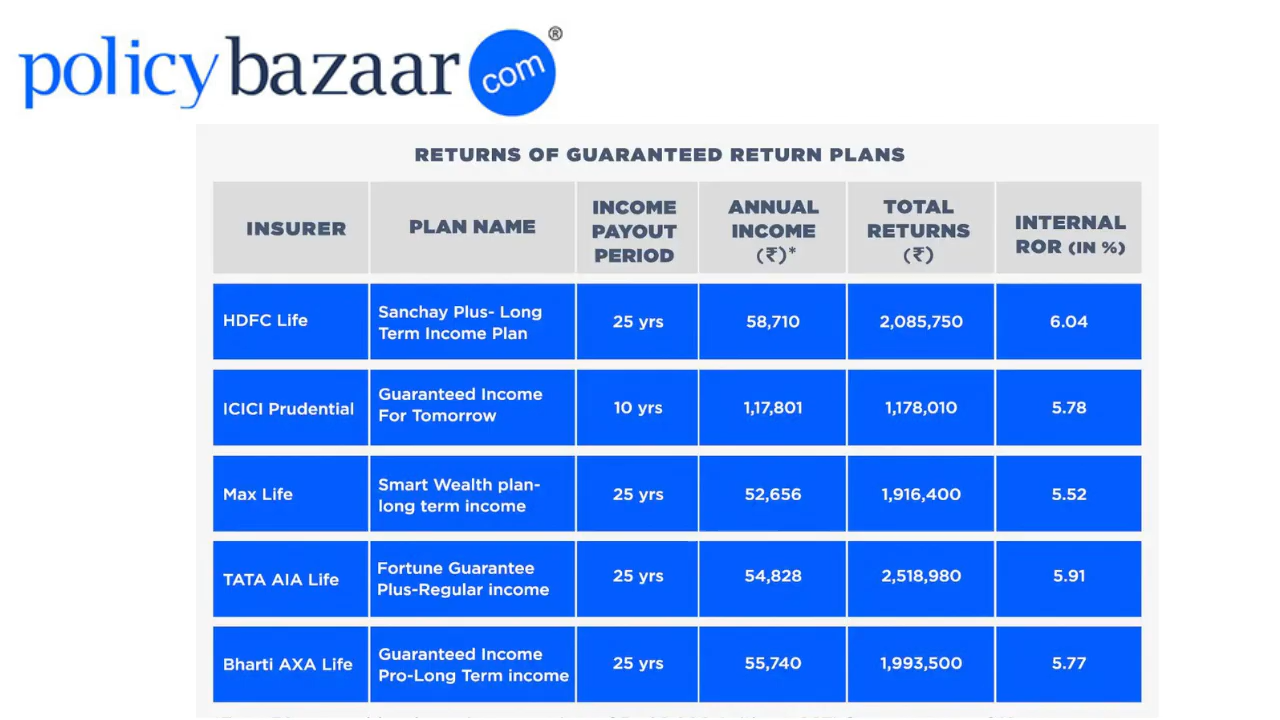 policybazaar com ®
RETURNS OF GUARANTEED RETURN PLANS
INSURER
PLAN NAME
INCOME
PAYOUT
PERIOD
ANNUAL
INCOME
(₹)*
TOTAL
RETURNS
(₹)
INTERNAL
ROR (IN %)
HDFC Life
Sanchay Plus- Long
Term Income Plan
25 yrs
58,710
2,085,750
6.04
ICICI Prudential
Guaranteed Income
For Tomorrow
10 yrs
1,17,801
1,178,010
5.78
Max Life
Smart Wealth plan-
long term income
25 yrs
52,656
1,916,400
5.52
TATA AIA Life
Fortune Guarantee
Plus-Regular income
25 yrs
54,828
2,518,980
5.91
Bharti AXA Life
Guaranteed Income
Pro-Long Term income
25 yrs
55,740
1,993,500
5.77